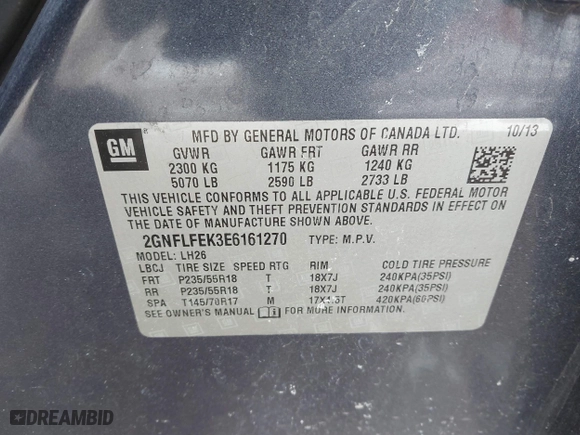 GM
MFD BY GENERAL MOTORS OF CANADA LTD. 10/13
GVWR GAWR FRT GAWR RR
2300 KG 1175 KG 1240 KG
5070 LB 2590 LB 2733 LB
THIS VEHICLE CONFORMS TO ALL APPLICABLE U.S. FEDERAL MOTOR
VEHICLE SAFETY AND THEFT PREVENTION STANDARDS IN EFFECT ON
THE DATE OF MANUFACTURE SHOWN ABOVE.
2GNFLFEK3E6161270 TYPE: M.P.V.
MODEL: LH26
LBCJ TIRE SIZE SPEED RTG RIM COLD TIRE PRESSURE
FRT P235/55R18 T 18X7J 240KPA(35PSI)
RR P235/55R18 T 18X7J 240KPA(35PSI)
SPA T145/70R17 M 420KPA(60PSI)
SEE OWNER'S MANUAL FOR MORE INFORMATION.
DREAMBID